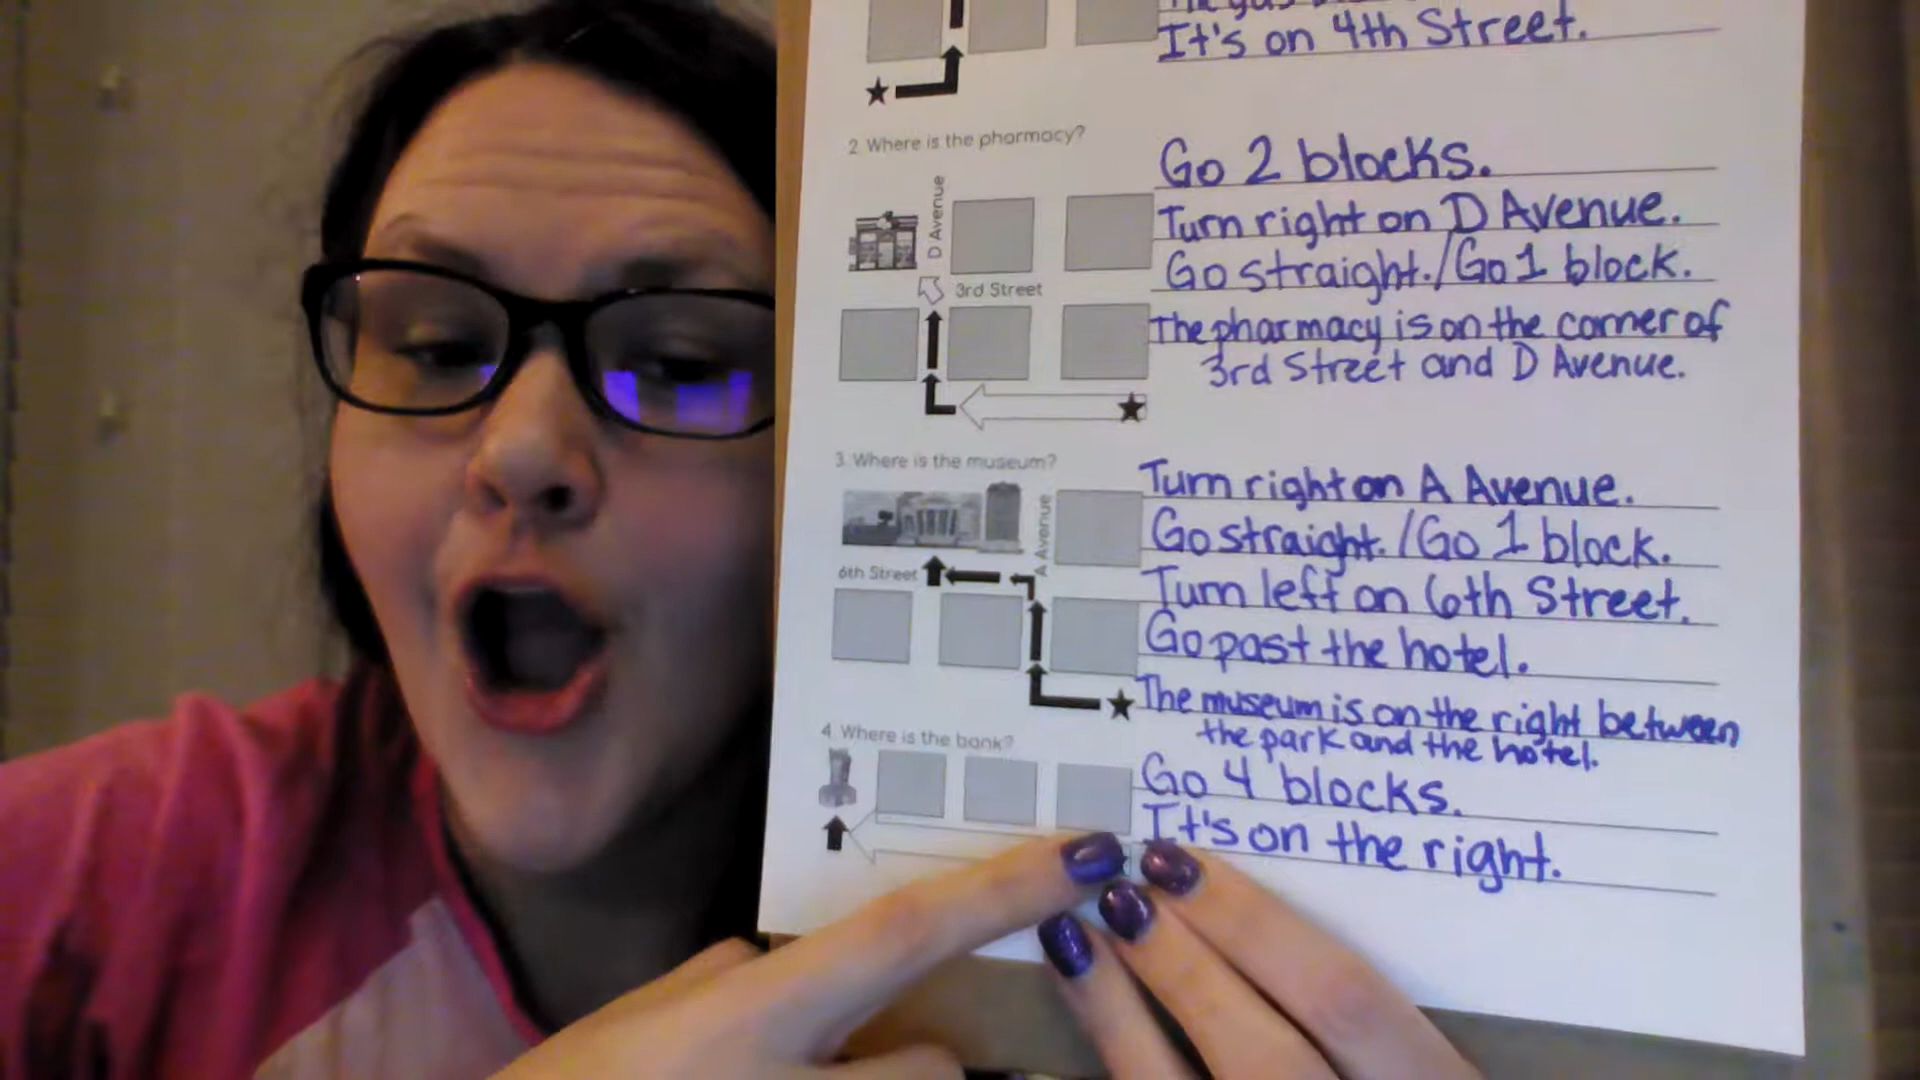 It's on 4th Street.
2. Where is the pharmacy?
Go 2 blocks.
D Avenue
Turn right on D Avenue.
Go straight./Go 1 block.
3rd Street
The pharmacy is on the corner of
3rd Street and D Avenue.
3. Where is the museum?
Turn right on A Avenue.
A Avenue
Go straight./Go 1 block.
6th Street
Turn left on 6th Street.
Go past the hotel.
The museum is on the right between
the park and the hotel.
4. Where is the bank?
Go 4 blocks.
It's on the right.